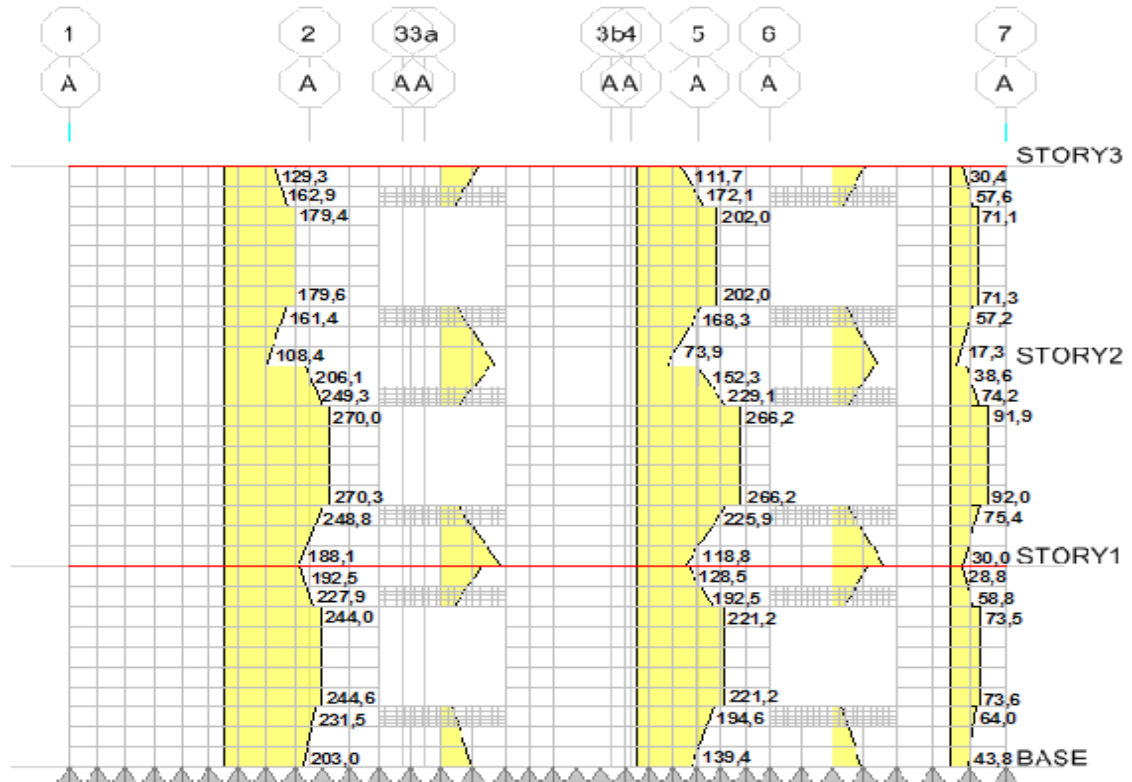 1 2 3 3a 3b 4 5 6 7
A A A A A A A A A
STORY3
129,3 111,7 30,4
162,9 172,1 57,6
179,4 202,0 71,1
179,6 202,0 71,3
161,4 168,3 57,2
108,4 73,9 17,3 STORY2
206,1 152,3 38,6
249,3 229,1 74,2
270,0 266,2 91,9
270,3 266,2 92,0
248,8 225,9 75,4
188,1 118,8 30,0 STORY1
192,5 128,5 28,8
227,9 192,5 58,8
244,0 221,2 73,5
244,6 221,2 73,6
231,5 194,6 64,0
203,0 139,4 43,8 BASE